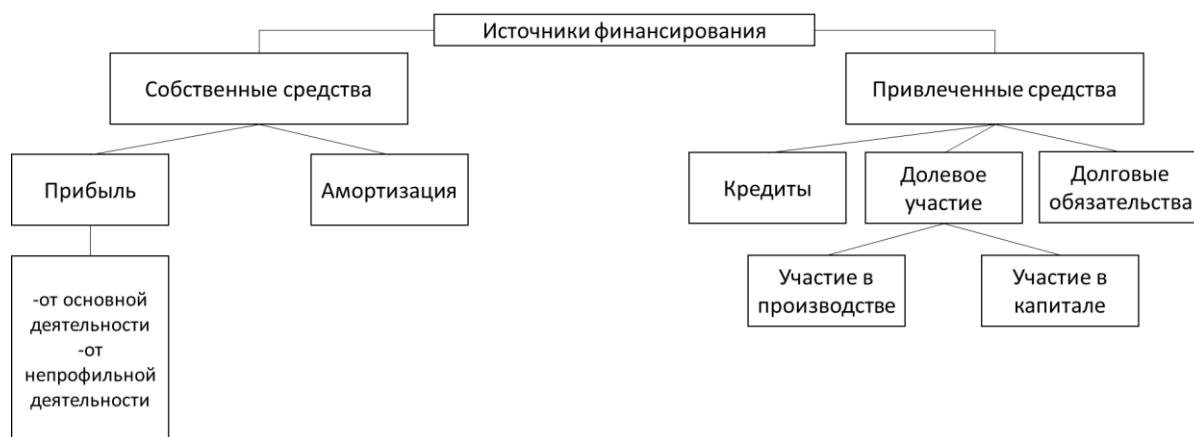 Источники финансирования
Собственные средства
Привлеченные средства
Прибыль
Амортизация
Кредиты
Долевое
участие
Долговые
обязательства
-от основной
деятельности
-от
непрофильной
деятельности
Участие в
производстве
Участие в
капитале